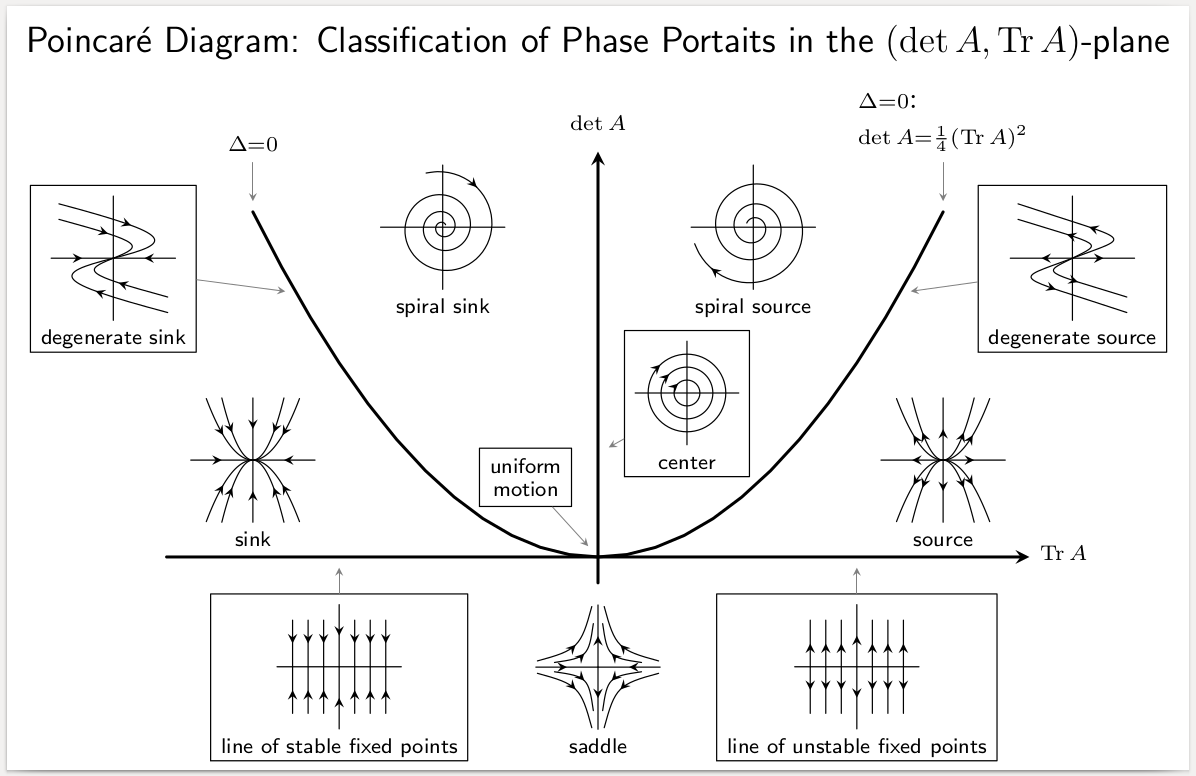 Poincaré Diagram: Classification of Phase Portaits in the (det A, Tr A)-plane
Δ=0:
det A
Δ=0
det A=¼(Tr A)²
spiral sink
spiral source
degenerate sink
degenerate source
uniform
motion
center
sink
source
Tr A
line of stable fixed points
saddle
line of unstable fixed points